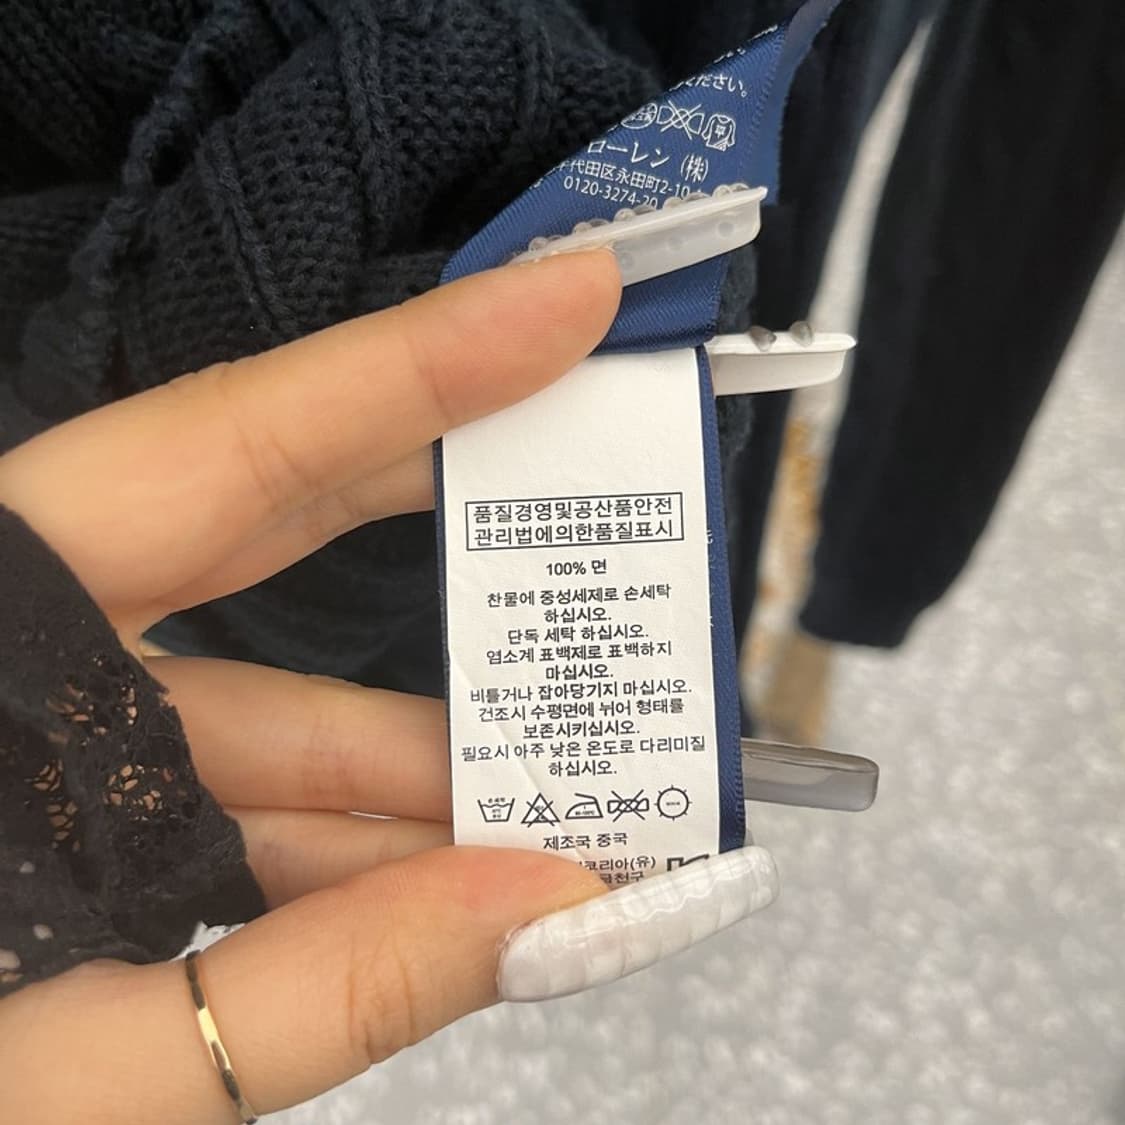 ください。
ローレン (株)
千代田区永田町2-10
0120-3274-20
품질경영및공산품안전
관리법에의한품질표시
100% 면
찬물에 중성세제로 손세탁
하십시오.
단독 세탁 하십시오.
염소계 표백제로 표백하지
마십시오.
비틀거나 잡아당기지 마십시오.
건조시 수평면에 뉘어 형태를
보존시키십시오.
필요시 아주 낮은 온도로 다리미질
하십시오.
제조국 중국
코리아(유)
금천구